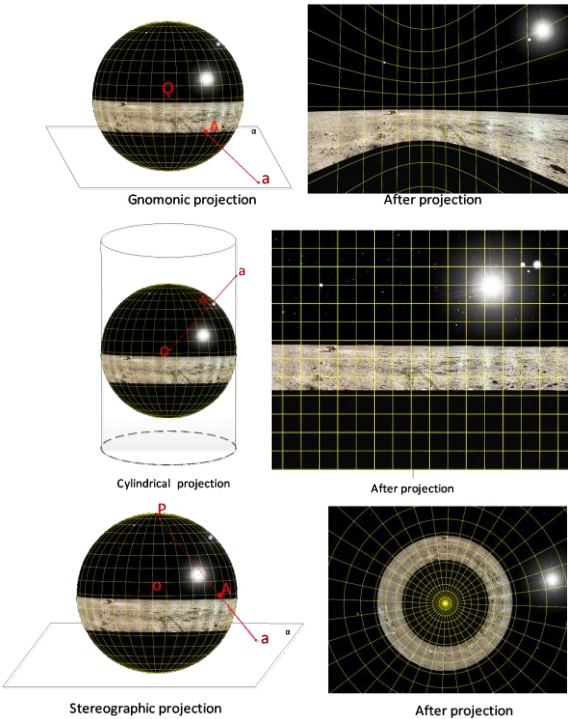 O
A
α
a
Gnomonic projection
After projection
a
A
O
Cylindrical projection
After projection
P
O
A
α
a
Stereographic projection
After projection